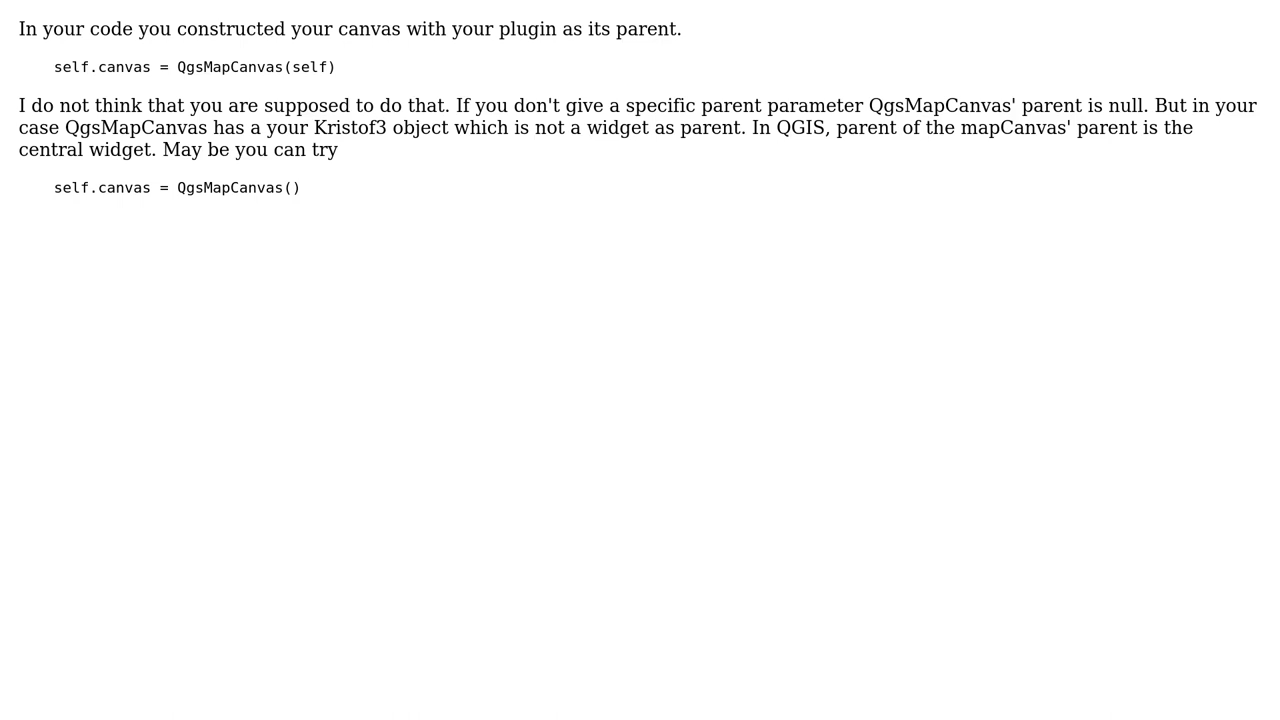 In your code you constructed your canvas with your plugin as its parent.
self.canvas = QgsMapCanvas(self)
I do not think that you are supposed to do that. If you don't give a specific parent parameter QgsMapCanvas' parent is null. But in your
case QgsMapCanvas has a your Kristof3 object which is not a widget as parent. In QGIS, parent of the mapCanvas' parent is the
central widget. May be you can try
self.canvas = QgsMapCanvas()